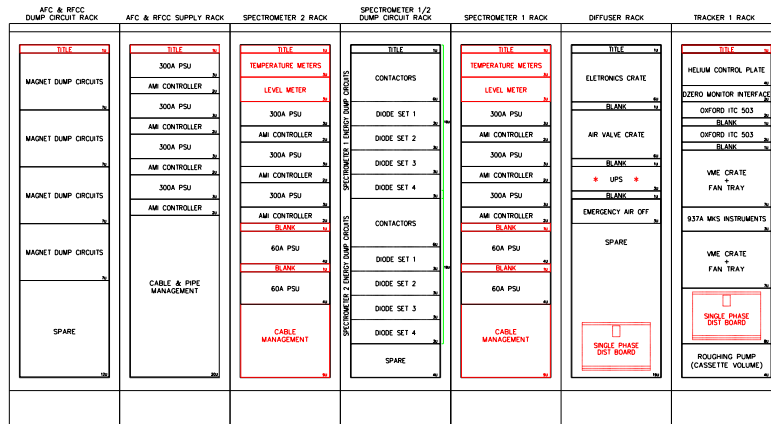 AFC & RFCC
DUMP CIRCUIT RACK
TITLE 1u
MAGNET DUMP CIRCUITS
7u
MAGNET DUMP CIRCUITS
7u
MAGNET DUMP CIRCUITS
7u
MAGNET DUMP CIRCUITS
7u
SPARE
12u
AFC & RFCC SUPPLY RACK
TITLE 1u
300A PSU
AMI CONTROLLER
300A PSU
AMI CONTROLLER
300A PSU
AMI CONTROLLER
300A PSU
AMI CONTROLLER
CABLE & PIPE
MANAGEMENT
20u
SPECTROMETER 2 RACK
TITLE
TEMPERATURE METERS
LEVEL METER
300A PSU
AMI CONTROLLER
300A PSU
AMI CONTROLLER
300A PSU
AMI CONTROLLER
BLANK
60A PSU
BLANK
60A PSU
CABLE
MANAGEMENT
SPECTROMETER 1/2
DUMP CIRCUIT RACK
TITLE
SPECTROMETER 1 ENERGY DUMP CIRCUITS
CONTACTORS
DIODE SET 1
DIODE SET 2
DIODE SET 3
DIODE SET 4
SPECTROMETER 2 ENERGY DUMP CIRCUITS
CONTACTORS
DIODE SET 1
DIODE SET 2
DIODE SET 3
DIODE SET 4
SPARE
SPECTROMETER 1 RACK
TITLE
TEMPERATURE METERS
LEVEL METER
300A PSU
AMI CONTROLLER
300A PSU
AMI CONTROLLER
300A PSU
AMI CONTROLLER
BLANK
60A PSU
BLANK
60A PSU
CABLE
MANAGEMENT
DIFFUSER RACK
TITLE
ELETRONICS CRATE
BLANK
AIR VALVE CRATE
BLANK
* UPS *
BLANK
EMERGENCY AIR OFF
SPARE
SINGLE PHASE
DIST BOARD
TRACKER 1 RACK
TITLE
HELIUM CONTROL PLATE
DZERO MONITOR INTERFACE
OXFORD ITC 503
BLANK
OXFORD ITC 503
BLANK
VME CRATE
+
FAN TRAY
937A MKS INSTRUMENTS
VME CRATE
+
FAN TRAY
SINGLE PHASE
DIST BOARD
ROUGHING PUMP
(CASSETTE VOLUME)